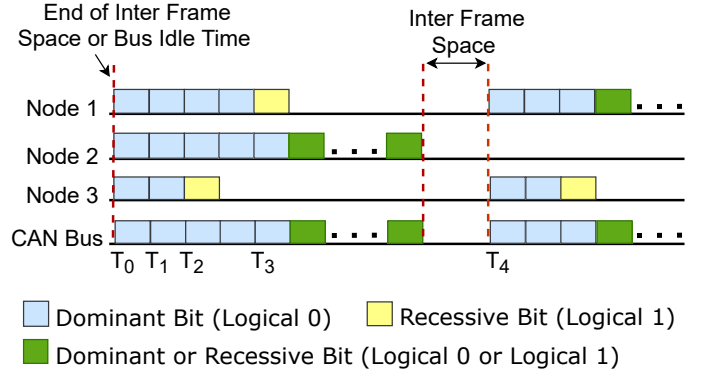 End of Inter Frame
Space or Bus Idle Time
Inter Frame
Space
Node 1
Node 2
Node 3
CAN Bus
T0 T1 T2 T3 T4
Dominant Bit (Logical 0)
Recessive Bit (Logical 1)
Dominant or Recessive Bit (Logical 0 or Logical 1)